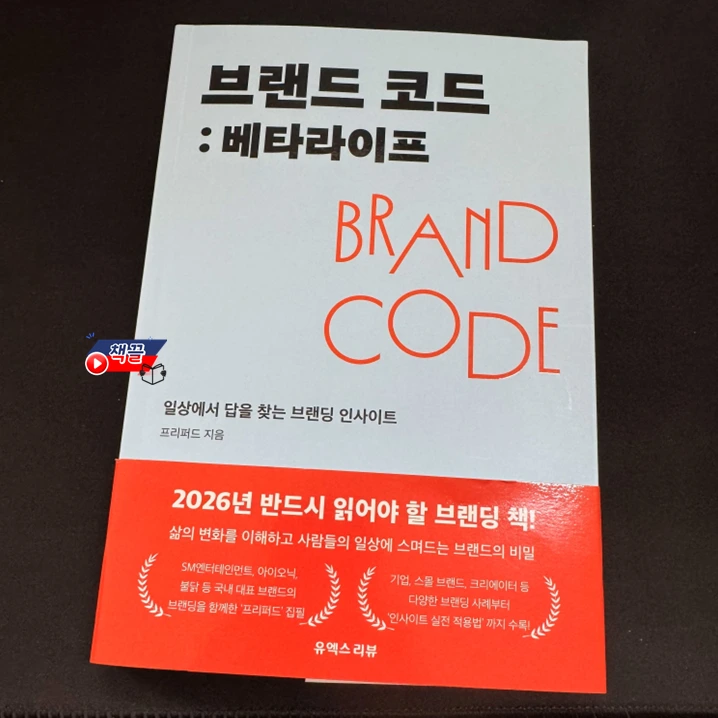 브랜드 코드
: 베타라이프
BRAND
CODE
책끌
일상에서 답을 찾는 브랜딩 인사이트
프리퍼드 지음
2026년 반드시 읽어야 할 브랜딩 책!
삶의 변화를 이해하고 사람들의 일상에 스며드는 브랜드의 비밀
SM엔터테인먼트, 아이오닉,
불닭 등 국내 대표 브랜드의
브랜딩을 함께한 '프리퍼드' 집필
기업, 스몰 브랜드, 크리에이터 등
다양한 브랜딩 사례부터
'인사이트 실전 적용법' 까지 수록!
유엑스리뷰